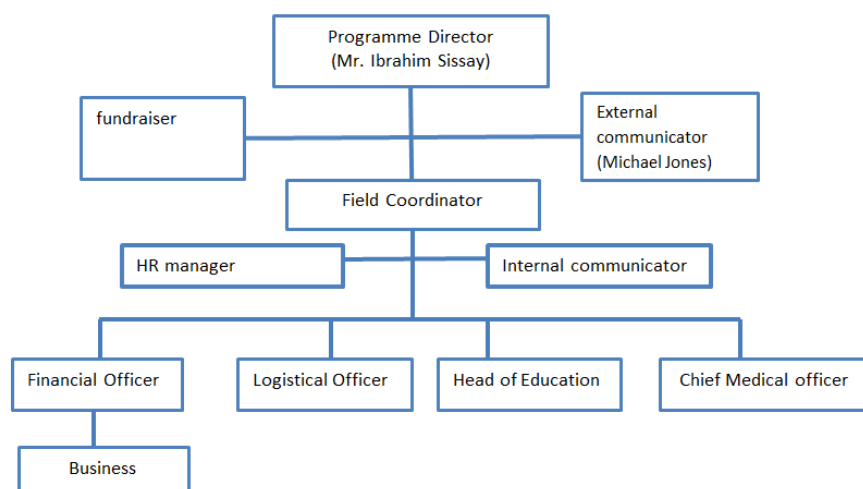 Programme Director
(Mr. Ibrahim Sissay)
fundraiser
External
communicator
(Michael Jones)
Field Coordinator
HR manager
Internal communicator
Financial Officer
Logistical Officer
Head of Education
Chief Medical officer
Business